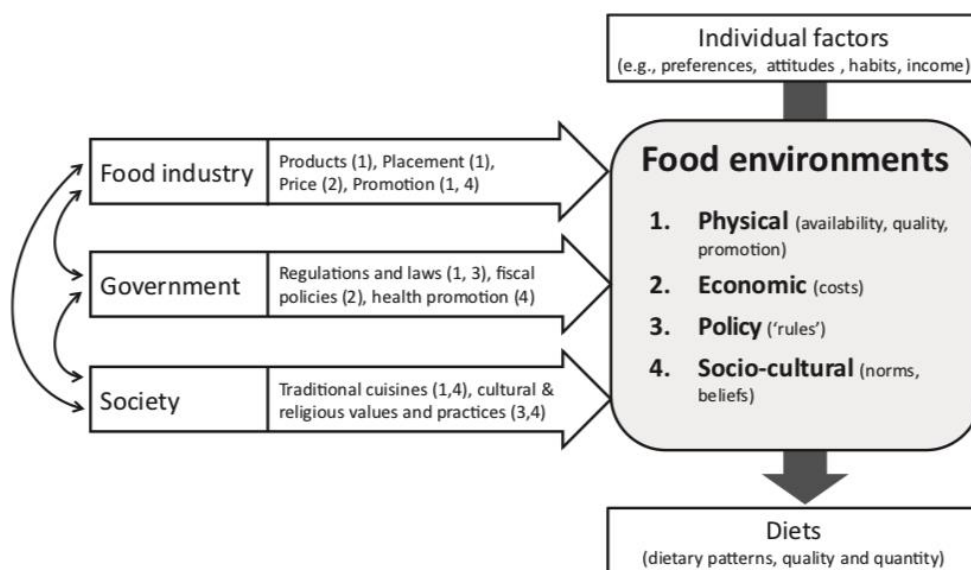 Individual factors
(e.g., preferences, attitudes , habits, income)
Food industry
Products (1), Placement (1),
Price (2), Promotion (1, 4)
Government
Regulations and laws (1, 3), fiscal
policies (2), health promotion (4)
Society
Traditional cuisines (1,4), cultural &
religious values and practices (3,4)
Food environments
1. Physical (availability, quality,
promotion)
2. Economic (costs)
3. Policy (‘rules’)
4. Socio-cultural (norms,
beliefs)
Diets
(dietary patterns, quality and quantity)